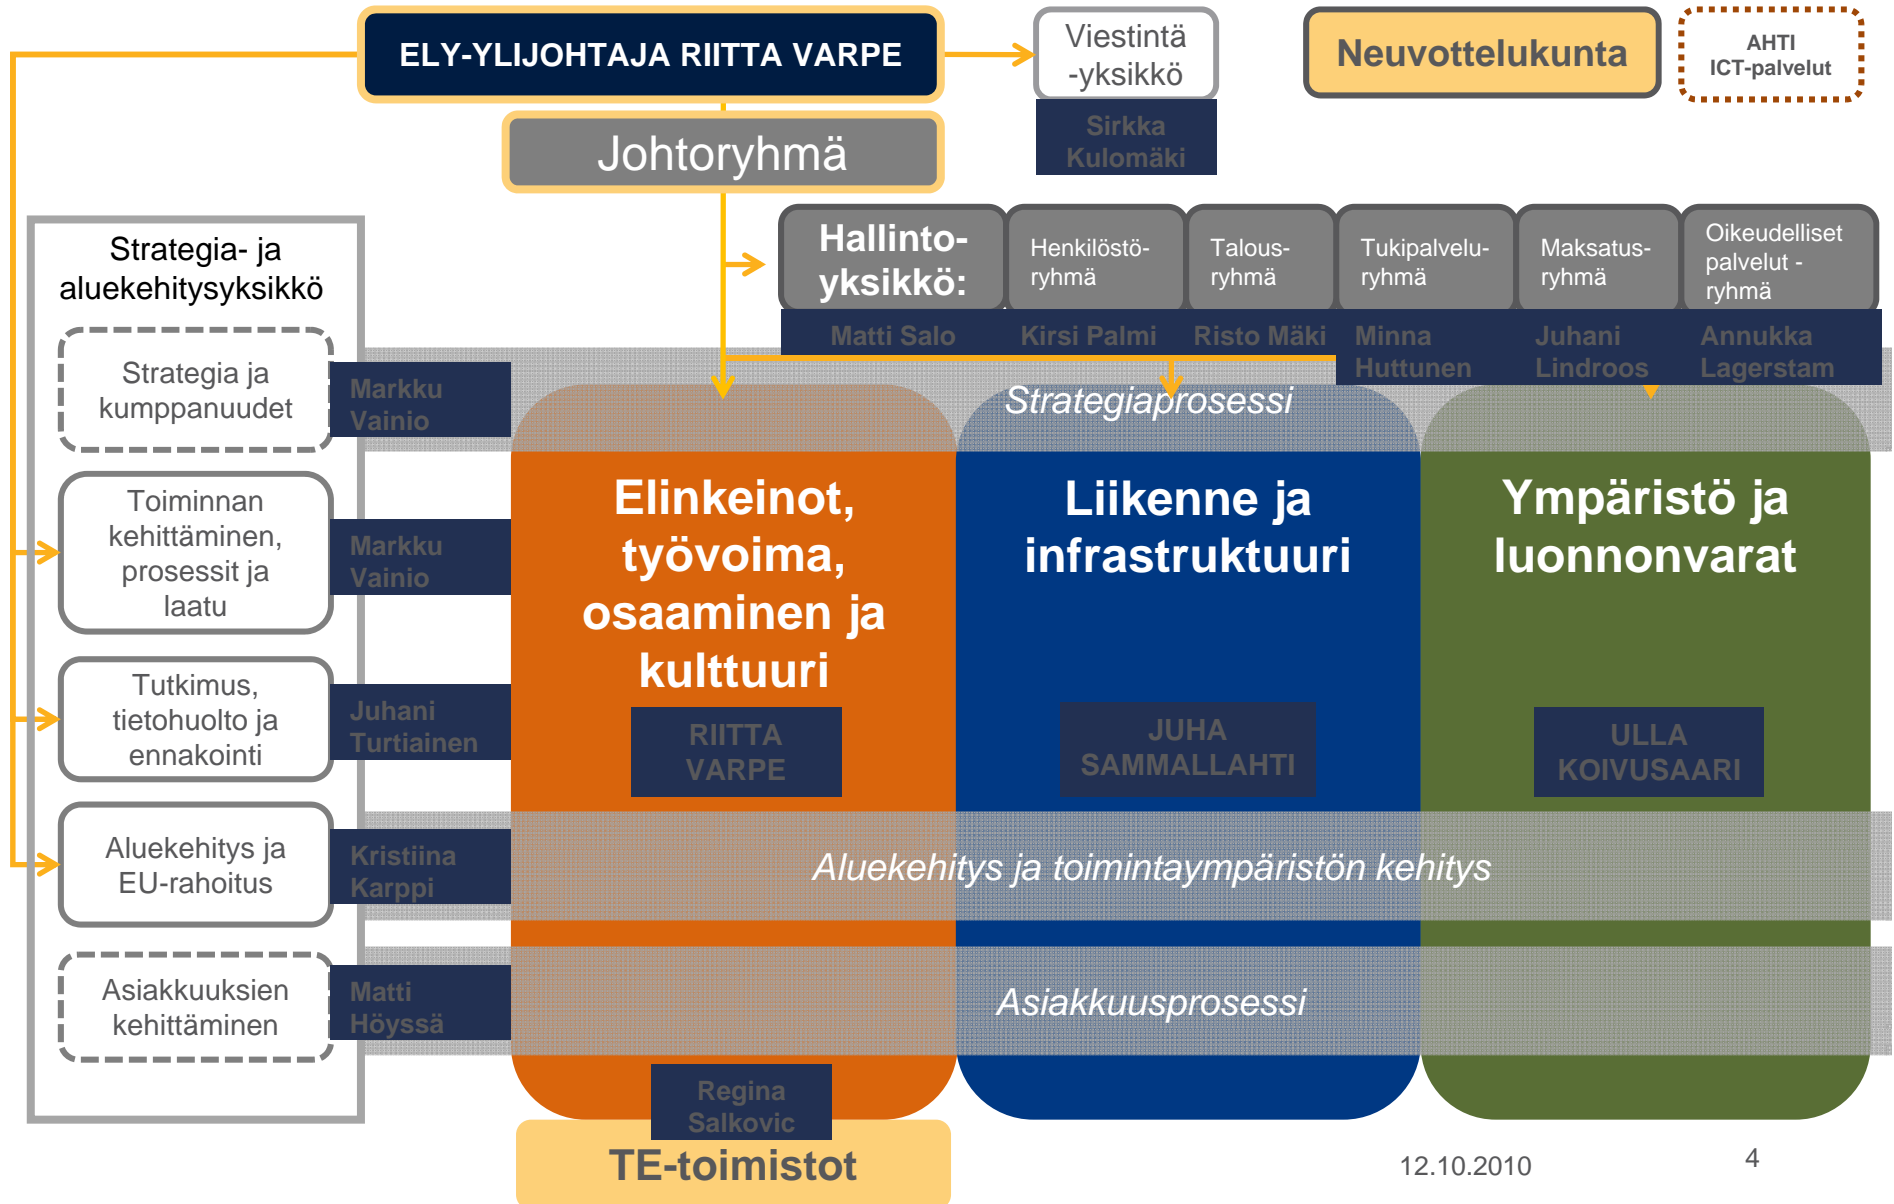 ELY-YLIJOHTAJA RIITTA VARPE
Viestintä
-yksikkö
Sirkka
Kulomäki
Neuvottelukunta
AHTI
ICT-palvelut
Johtoryhmä
Hallinto-
yksikkö:
Matti Salo
Henkilöstö-
ryhmä
Kirsi Palmi
Talous-
ryhmä
Risto Mäki
Tukipalvelu-
ryhmä
Minna
Huttunen
Maksatus-
ryhmä
Juhani
Lindroos
Oikeudelliset
palvelut -
ryhmä
Annukka
Lagerstam
Strategia- ja
aluekehitysyksikkö
Strategia ja
kumppanuudet
Markku
Vainio
Toiminnan
kehittäminen,
prosessit ja
laatu
Markku
Vainio
Tutkimus,
tietohuolto ja
ennakointi
Juhani
Turtiainen
Aluekehitys ja
EU-rahoitus
Kristiina
Karppi
Asiakkuuksien
kehittäminen
Matti
Höyssä
Strategiaprosessi
Elinkeinot,
työvoima,
osaaminen ja
kulttuuri
RIITTA
VARPE
Liikenne ja
infrastruktuuri
JUHA
SAMMALLAHTI
Ympäristö ja
luonnonvarat
ULLA
KOIVUSAARI
Aluekehitys ja toimintaympäristön kehitys
Asiakkuusprosessi
Regina
Salkovic
TE-toimistot
12.10.2010
4